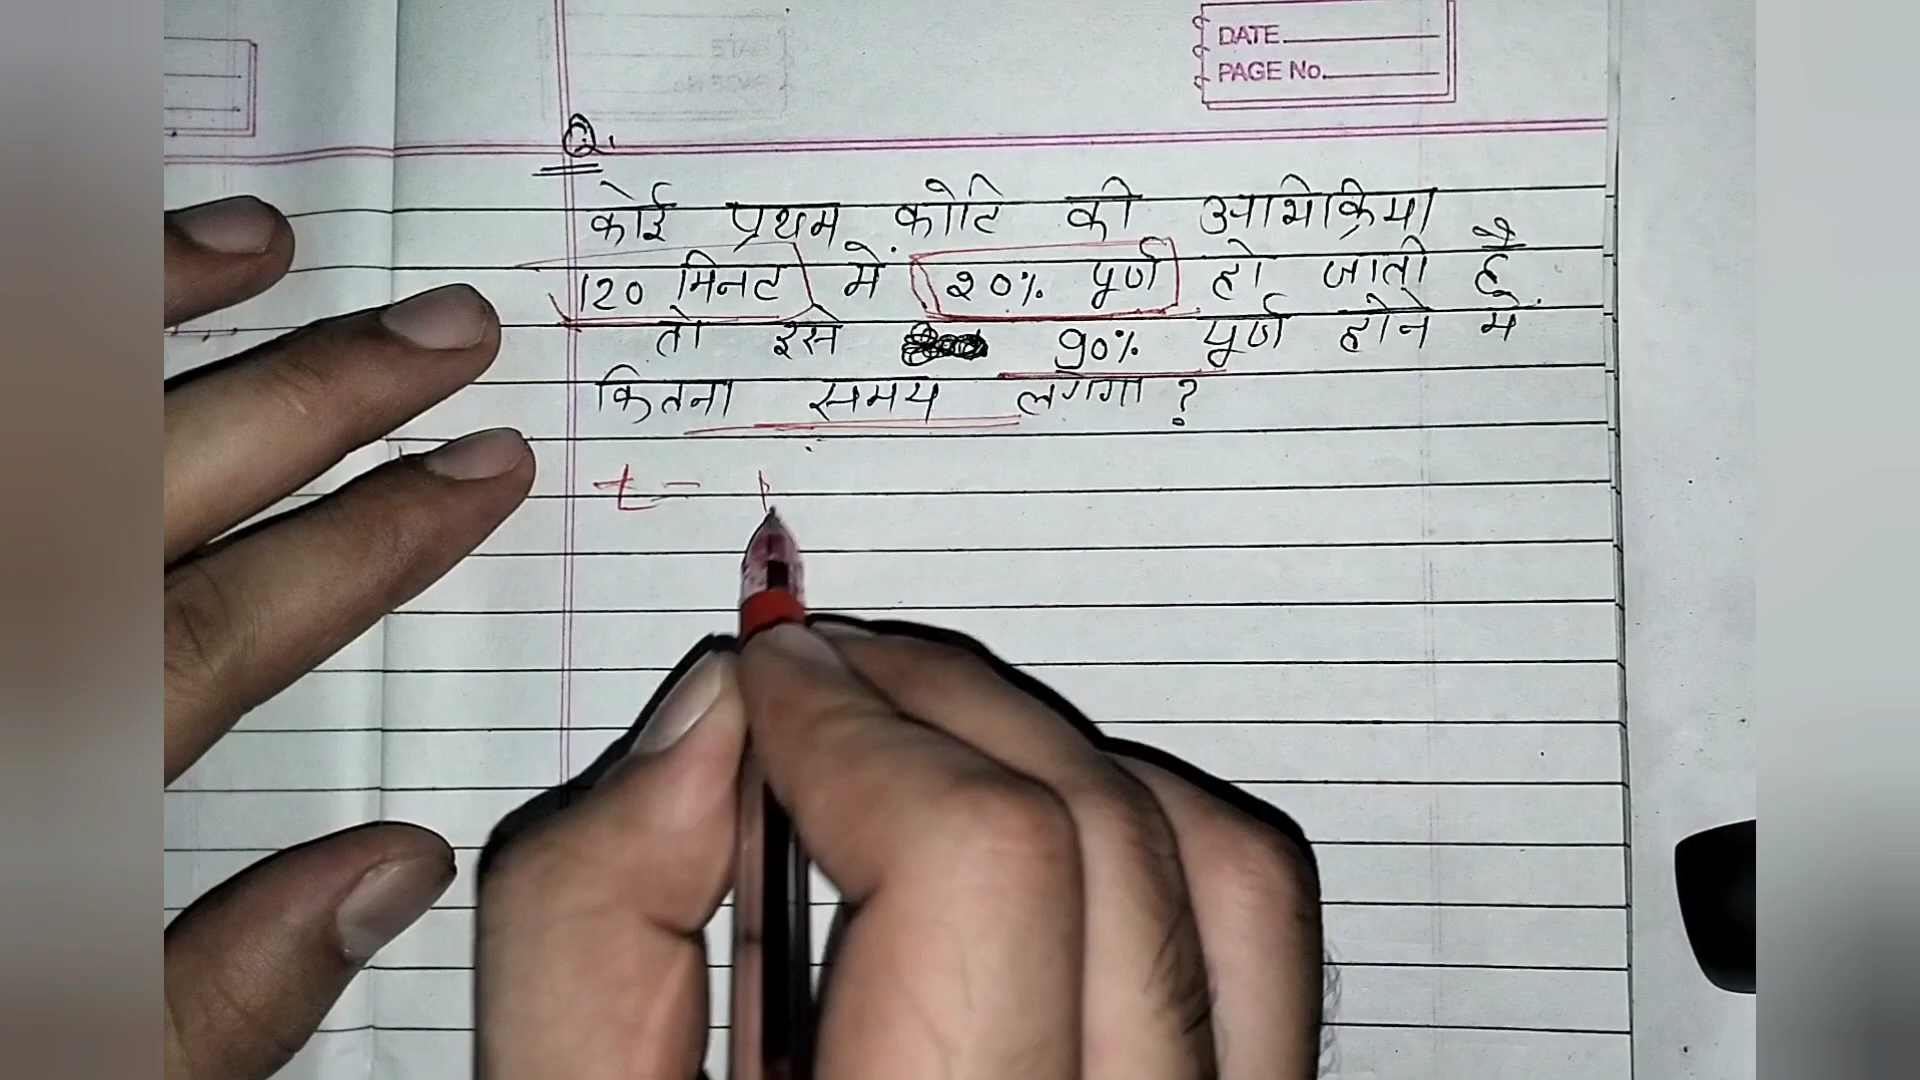 DATE
PAGE No.
Q.
कोई प्रथम कोटि की अभिक्रिया
120 मिनट में 20% पूर्ण हो जाती है
तो इसे 90% पूर्ण होने में
कितना समय लगेगा ?
t =